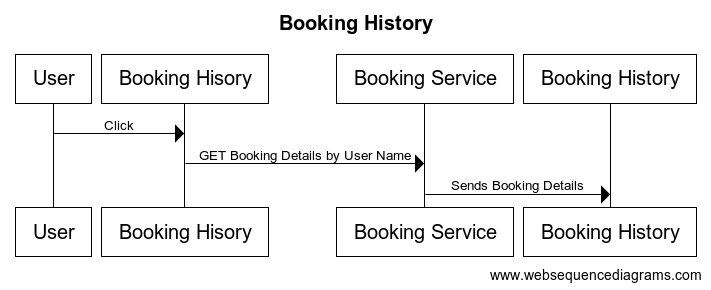 Booking History
User
Booking Hisory
Booking Service
Booking History
Click
GET Booking Details by User Name
Sends Booking Details
User
Booking Hisory
Booking Service
Booking History
www.websequencediagrams.com